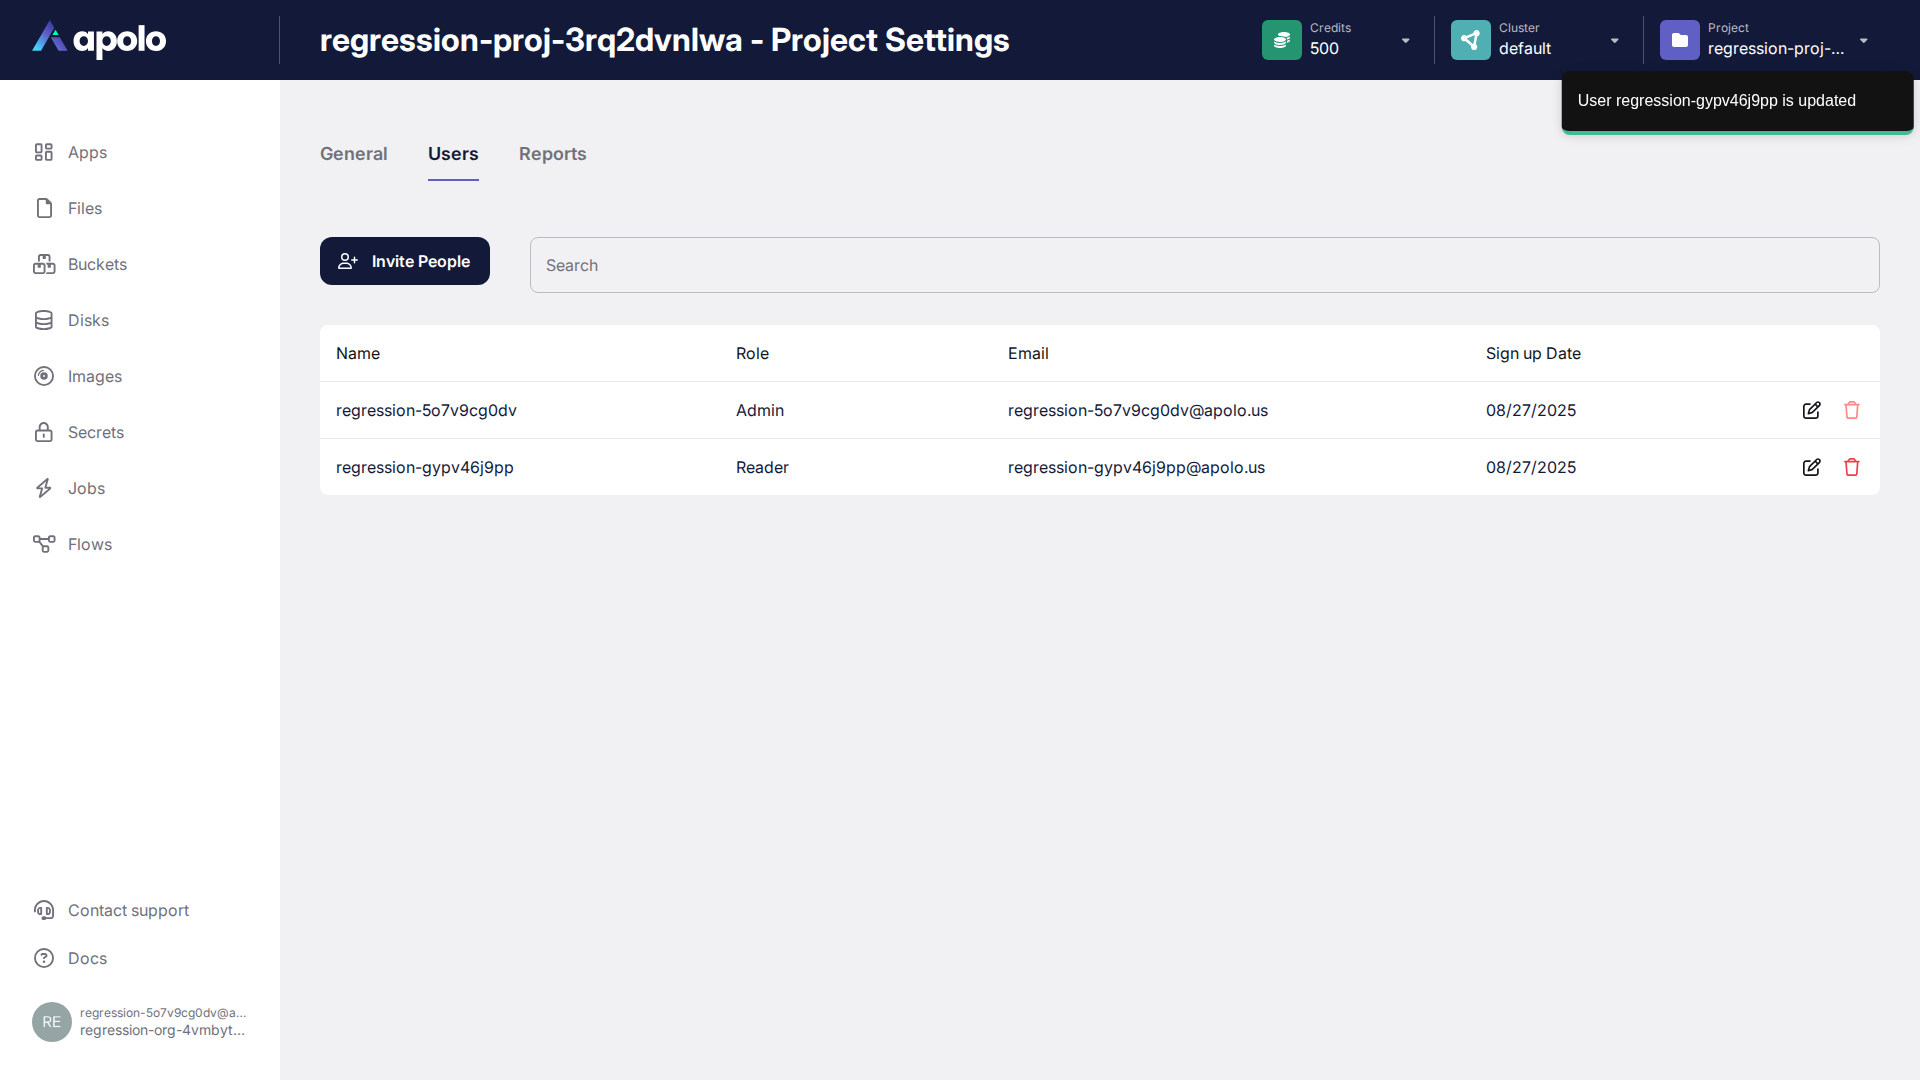 apolo
regression-proj-3rq2dvnlwa - Project Settings
Credits
500
Cluster
default
Project
regression-proj-...
User regression-gypv46j9pp is updated
Apps
Files
Buckets
Disks
Images
Secrets
Jobs
Flows
General Users Reports
Invite People
Search
Name Role Email Sign up Date
regression-5o7v9cg0dv Admin regression-5o7v9cg0dv@apolo.us 08/27/2025
regression-gypv46j9pp Reader regression-gypv46j9pp@apolo.us 08/27/2025
Contact support
Docs
RE
regression-5o7v9cg0dv@a...
regression-org-4vmbyt...